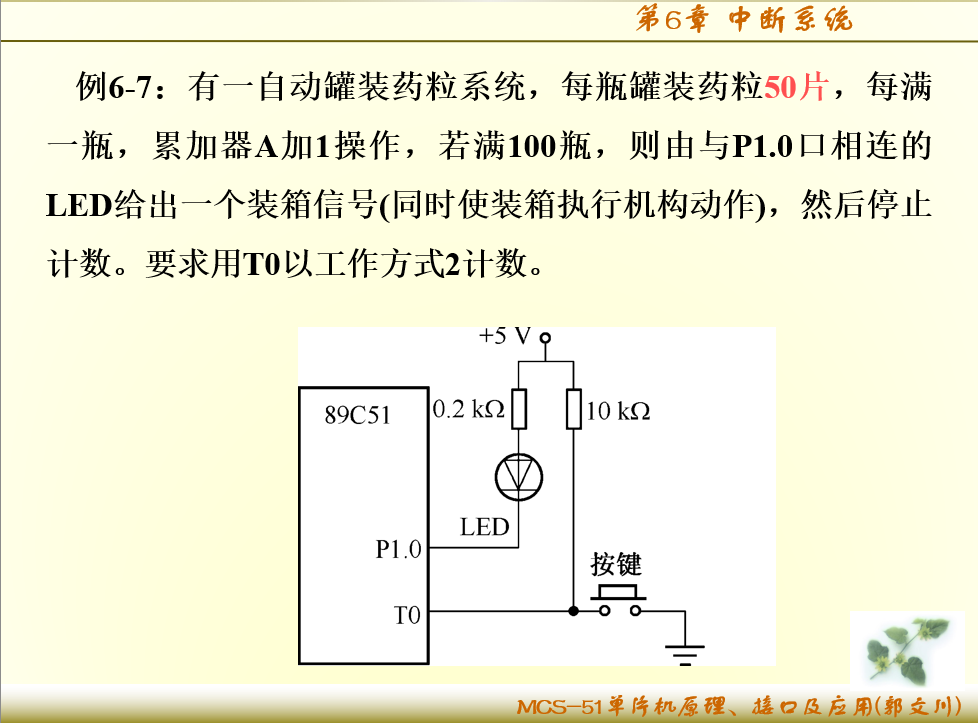 第6章 中断系统
例6-7：有一自动罐装药粒系统，每瓶罐装药粒50片，每满
一瓶，累加器A加1操作，若满100瓶，则由与P1.0口相连的
LED给出一个装箱信号(同时使装箱执行机构动作)，然后停止
计数。要求用T0以工作方式2计数。
+5 V
89C51
0.2 kΩ
10 kΩ
LED
P1.0
按键
T0
MCS-51单片机原理、接口及应用(郭文川)